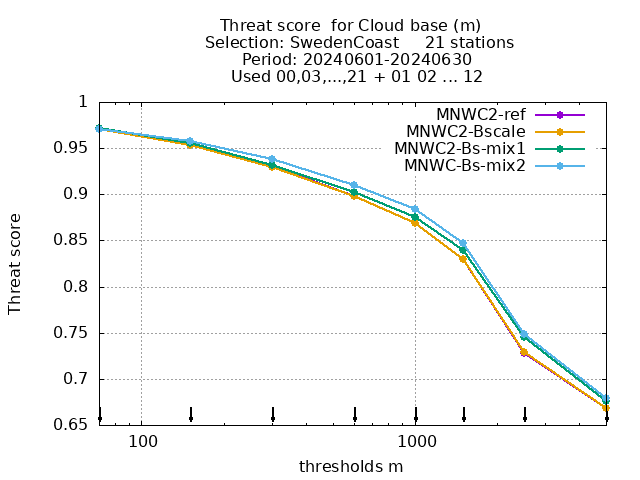 Threat score  for Cloud base (m)
Selection: SwedenCoast     21 stations
Period: 20240601-20240630
Used 00,03,...,21 + 01 02 ... 12
MNWC2-ref
MNWC2-Bscale
MNWC2-Bs-mix1
MNWC-Bs-mix2
Threat score
1
0.95
0.9
0.85
0.8
0.75
0.7
0.65
100
1000
thresholds m